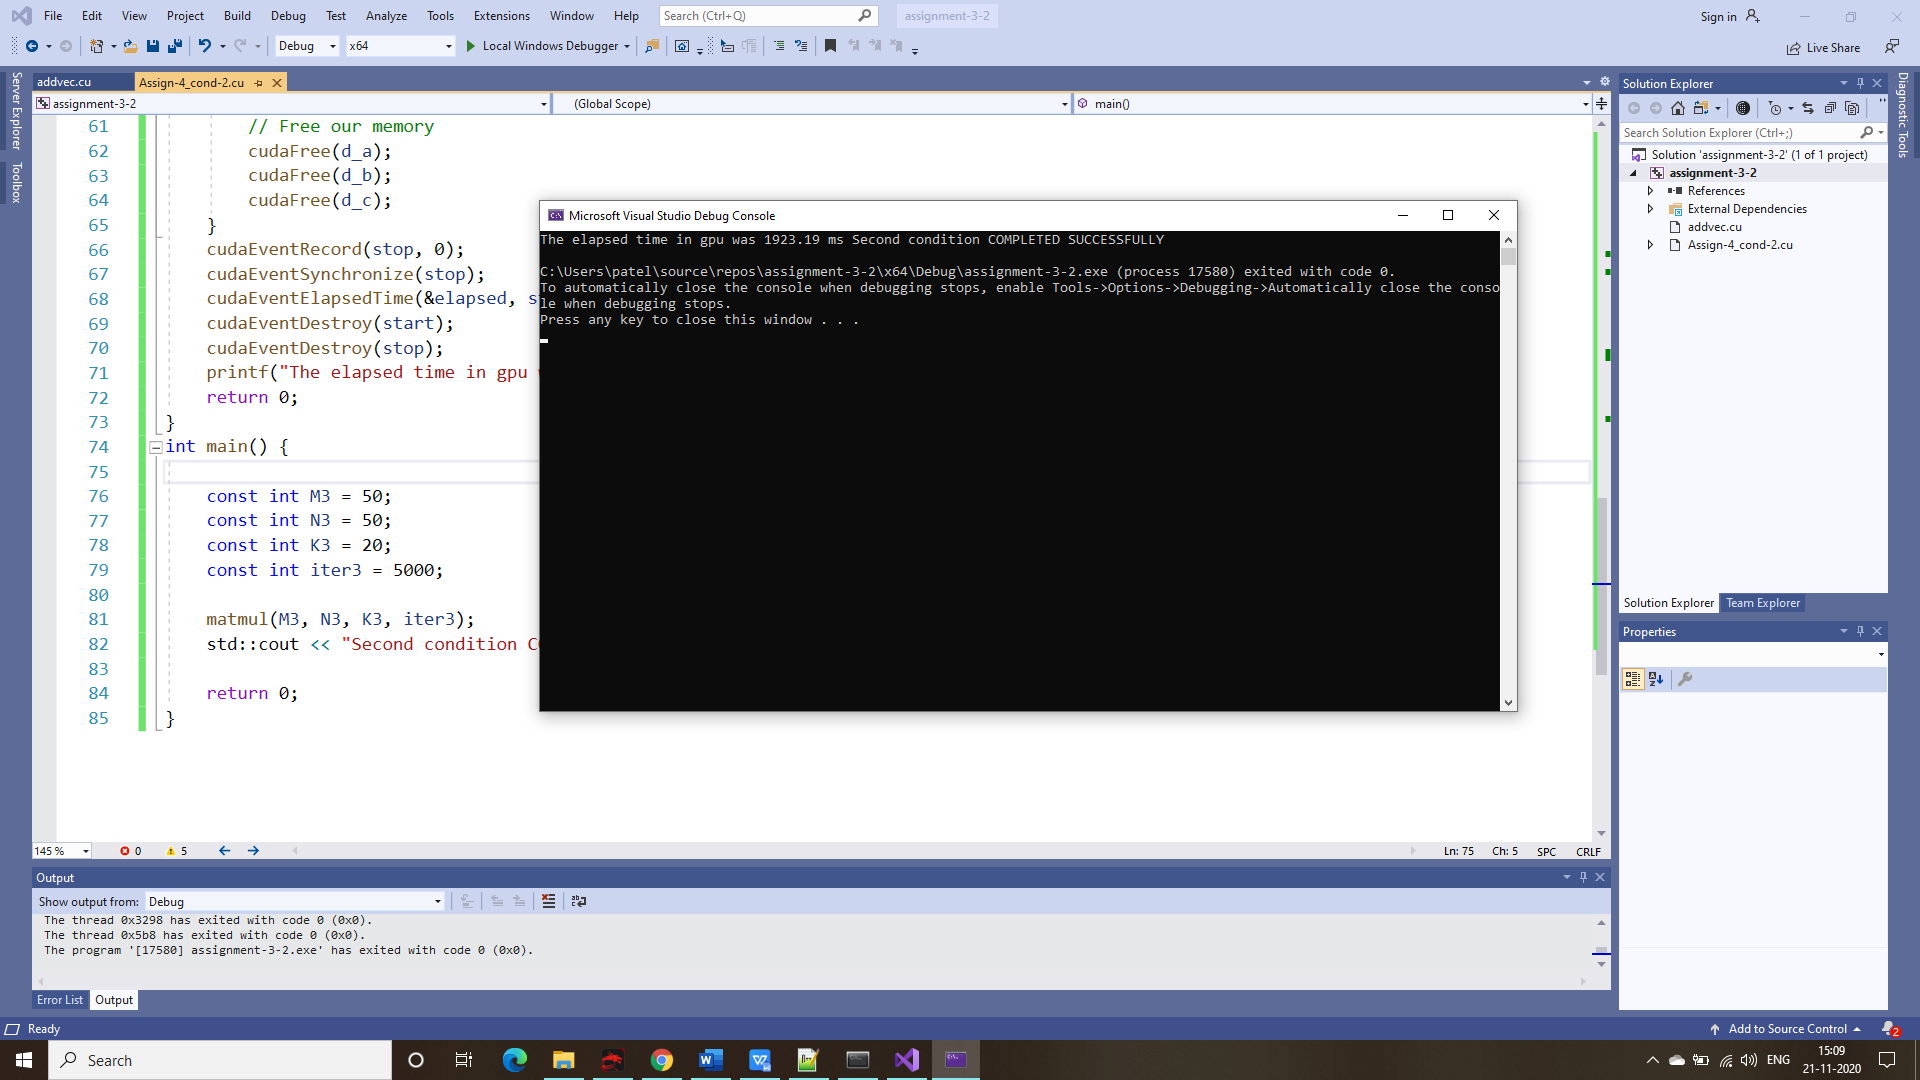 File Edit View Project Build Debug Test Analyze Tools Extensions Window Help Search (Ctrl+Q) assignment-3-2 Sign in
Debug x64 Local Windows Debugger Live Share
Server Explorer
Toolbox
addvec.cu Assign-4_cond-2.cu
assignment-3-2 (Global Scope) main()
61 // Free our memory
62 cudaFree(d_a);
63 cudaFree(d_b);
64 cudaFree(d_c);
65 }
66 cudaEventRecord(stop, 0);
67 cudaEventSynchronize(stop);
68 cudaEventElapsedTime(&elapsed, s
69 cudaEventDestroy(start);
70 cudaEventDestroy(stop);
71 printf("The elapsed time in gpu
72 return 0;
73 }
74 int main() {
75
76 const int M3 = 50;
77 const int N3 = 50;
78 const int K3 = 20;
79 const int iter3 = 5000;
80
81 matmul(M3, N3, K3, iter3);
82 std::cout << "Second condition C
83
84 return 0;
85 }
Microsoft Visual Studio Debug Console
The elapsed time in gpu was 1923.19 ms Second condition COMPLETED SUCCESSFULLY
C:\Users\patel\source\repos\assignment-3-2\x64\Debug\assignment-3-2.exe (process 17580) exited with code 0.
To automatically close the console when debugging stops, enable Tools->Options->Debugging->Automatically close the conso
le when debugging stops.
Press any key to close this window . . .
145 % 0 5 Ln: 75 Ch: 5 SPC CRLF
Output
Show output from: Debug
The thread 0x3298 has exited with code 0 (0x0).
The thread 0x5b8 has exited with code 0 (0x0).
The program '[17580] assignment-3-2.exe' has exited with code 0 (0x0).
Error List Output
Solution Explorer
Search Solution Explorer (Ctrl+;)
Solution 'assignment-3-2' (1 of 1 project)
assignment-3-2
References
External Dependencies
addvec.cu
Assign-4_cond-2.cu
Solution Explorer Team Explorer
Properties
Diagnostic Tools
Ready Add to Source Control 2
Search ENG 15:09
21-11-2020